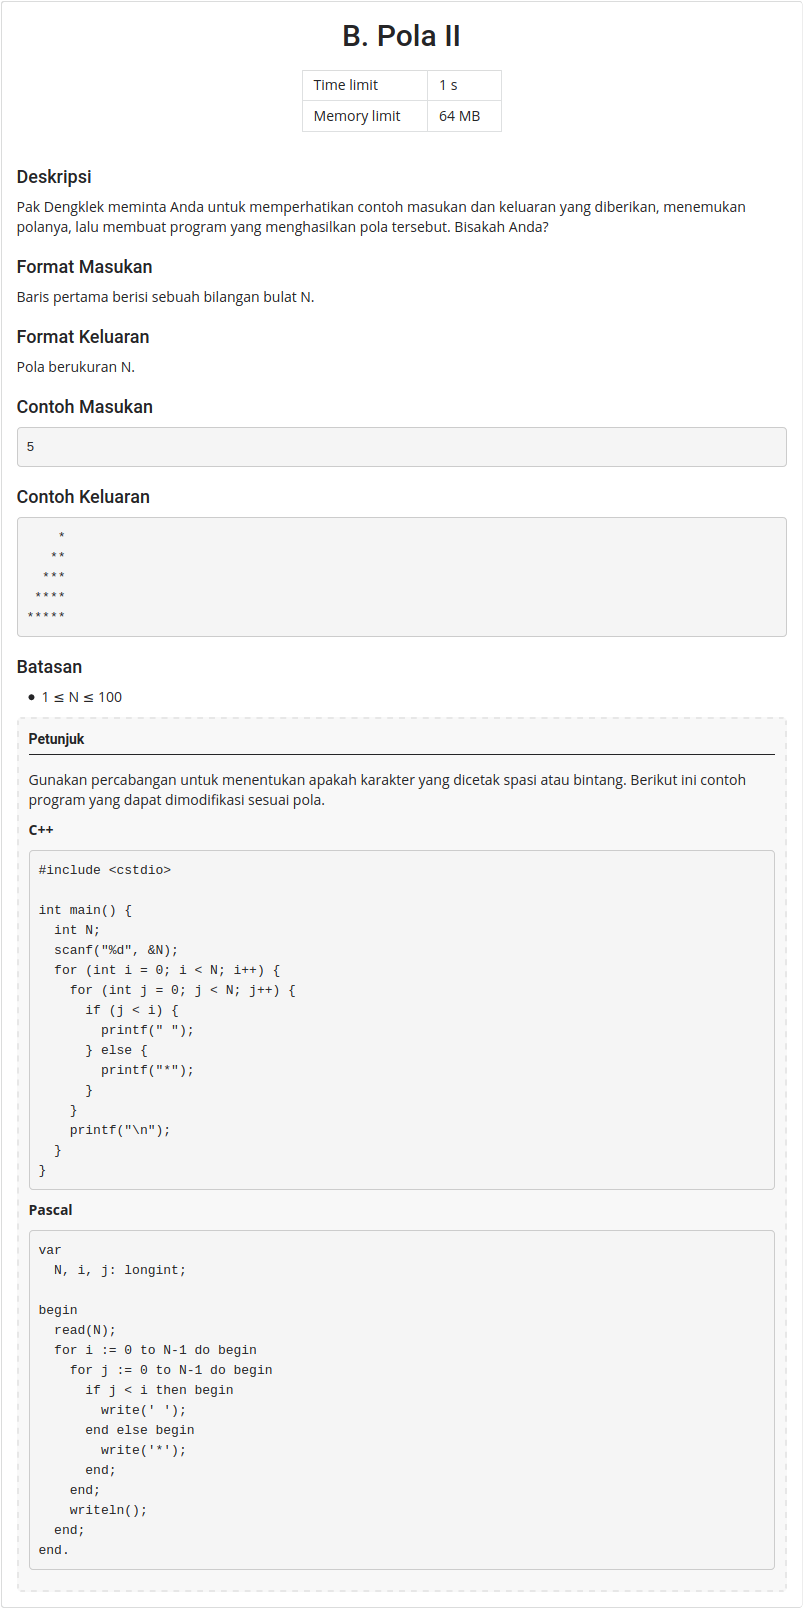 B. Pola II
Time limit 1 s
Memory limit 64 MB
Deskripsi
Pak Dengklek meminta Anda untuk memperhatikan contoh masukan dan keluaran yang diberikan, menemukan
polanya, lalu membuat program yang menghasilkan pola tersebut. Bisakah Anda?
Format Masukan
Baris pertama berisi sebuah bilangan bulat N.
Format Keluaran
Pola berukuran N.
Contoh Masukan
5
Contoh Keluaran
    *
   **
  ***
 ****
*****
Batasan
● 1 ≤ N ≤ 100
Petunjuk
Gunakan percabangan untuk menentukan apakah karakter yang dicetak spasi atau bintang. Berikut ini contoh
program yang dapat dimodifikasi sesuai pola.
C++
#include <cstdio>
int main() {
  int N;
  scanf("%d", &N);
  for (int i = 0; i < N; i++) {
    for (int j = 0; j < N; j++) {
      if (j < i) {
        printf(" ");
      } else {
        printf("*");
      }
    }
    printf("\n");
  }
}
Pascal
var
  N, i, j: longint;
begin
  read(N);
  for i := 0 to N-1 do begin
    for j := 0 to N-1 do begin
      if j < i then begin
        write(' ');
      end else begin
        write('*');
      end;
    end;
    writeln();
  end;
end.